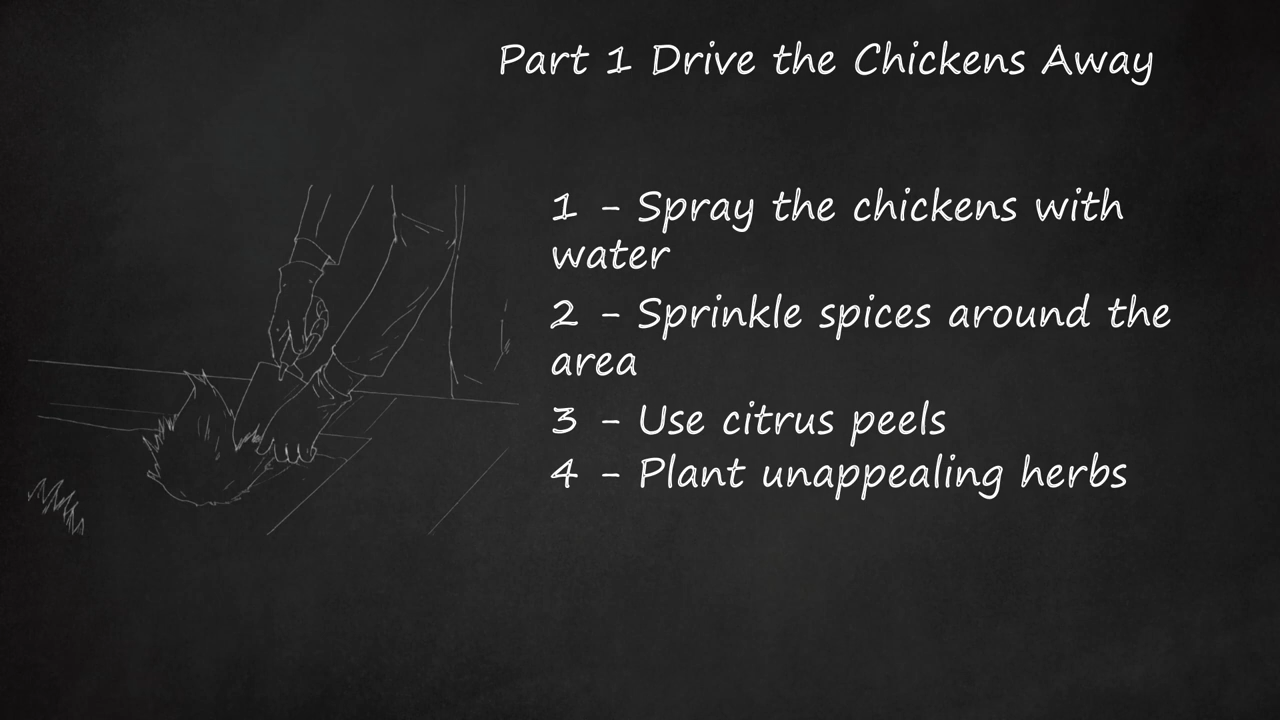 Part 1 Drive the Chickens Away
1 - Spray the chickens with
water
2 - Sprinkle spices around the
area
3 - Use citrus peels
4 - Plant unappealing herbs